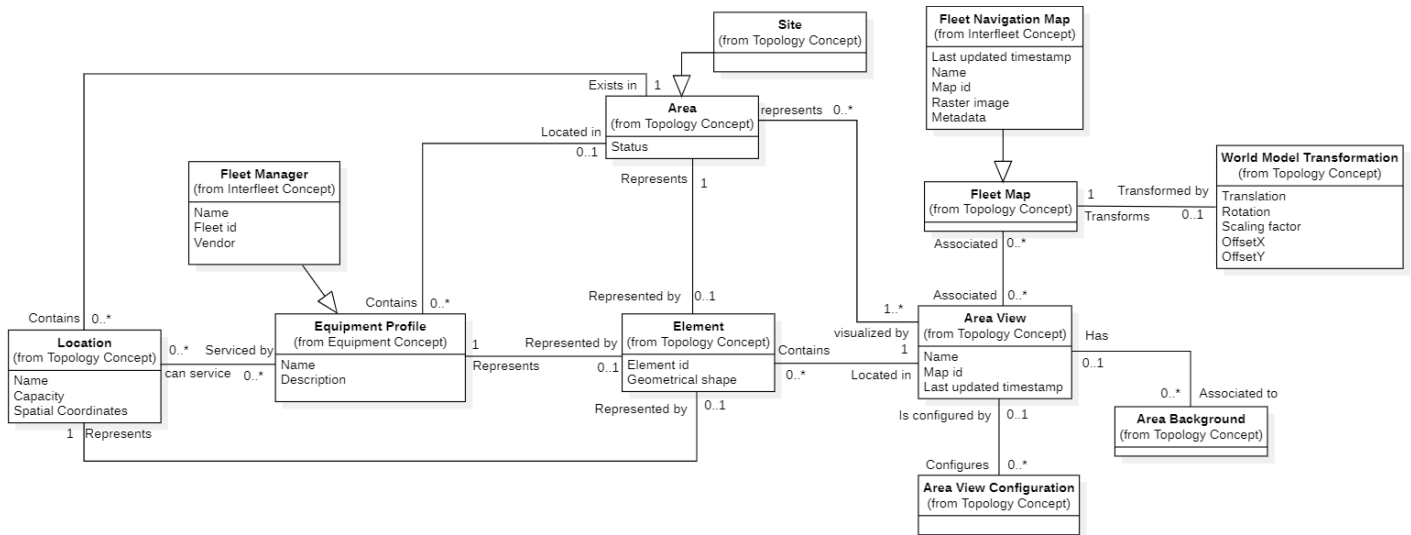 Site
(from Topology Concept)
Fleet Navigation Map
(from Interfleet Concept)
Last updated timestamp
Name
Map id
Raster image
Metadata
Exists in
1
Area
(from Topology Concept)
Status
represents
0..*
Located in
0..1
Represents
1
Fleet Manager
(from Interfleet Concept)
Name
Fleet id
Vendor
Fleet Map
(from Topology Concept)
1
Transformed by
Transforms
0..1
World Model Transformation
(from Topology Concept)
Translation
Rotation
Scaling factor
OffsetX
OffsetY
Associated
0..*
Contains
0..*
Contains
0..*
Represented by
0..1
Associated
0..*
1..*
visualized by
Location
(from Topology Concept)
Name
Capacity
Spatial Coordinates
0..*
Serviced by
can service
0..*
Equipment Profile
(from Equipment Concept)
Name
Description
1
Represents
Represented by
0..1
Element
(from Topology Concept)
Element id
Geometrical shape
Contains
0..*
1
Located in
Area View
(from Topology Concept)
Name
Map id
Last updated timestamp
Has
0..1
0..*
Associated to
Area Background
(from Topology Concept)
1
Represents
Represented by
0..1
Is configured by
0..1
Configures
0..*
Area View Configuration
(from Topology Concept)